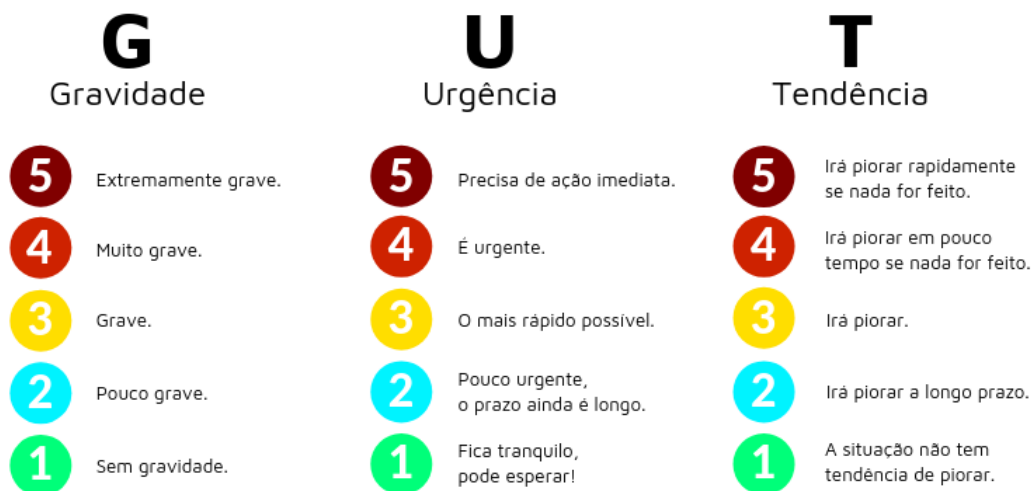 G
Gravidade
5
Extremamente grave.
4
Muito grave.
3
Grave.
2
Pouco grave.
1
Sem gravidade.
U
Urgência
5
Precisa de ação imediata.
4
É urgente.
3
O mais rápido possível.
2
Pouco urgente,
o prazo ainda é longo.
1
Fica tranquilo,
pode esperar!
T
Tendência
5
Irá piorar rapidamente
se nada for feito.
4
Irá piorar em pouco
tempo se nada for feito.
3
Irá piorar.
2
Irá piorar a longo prazo.
1
A situação não tem
tendência de piorar.